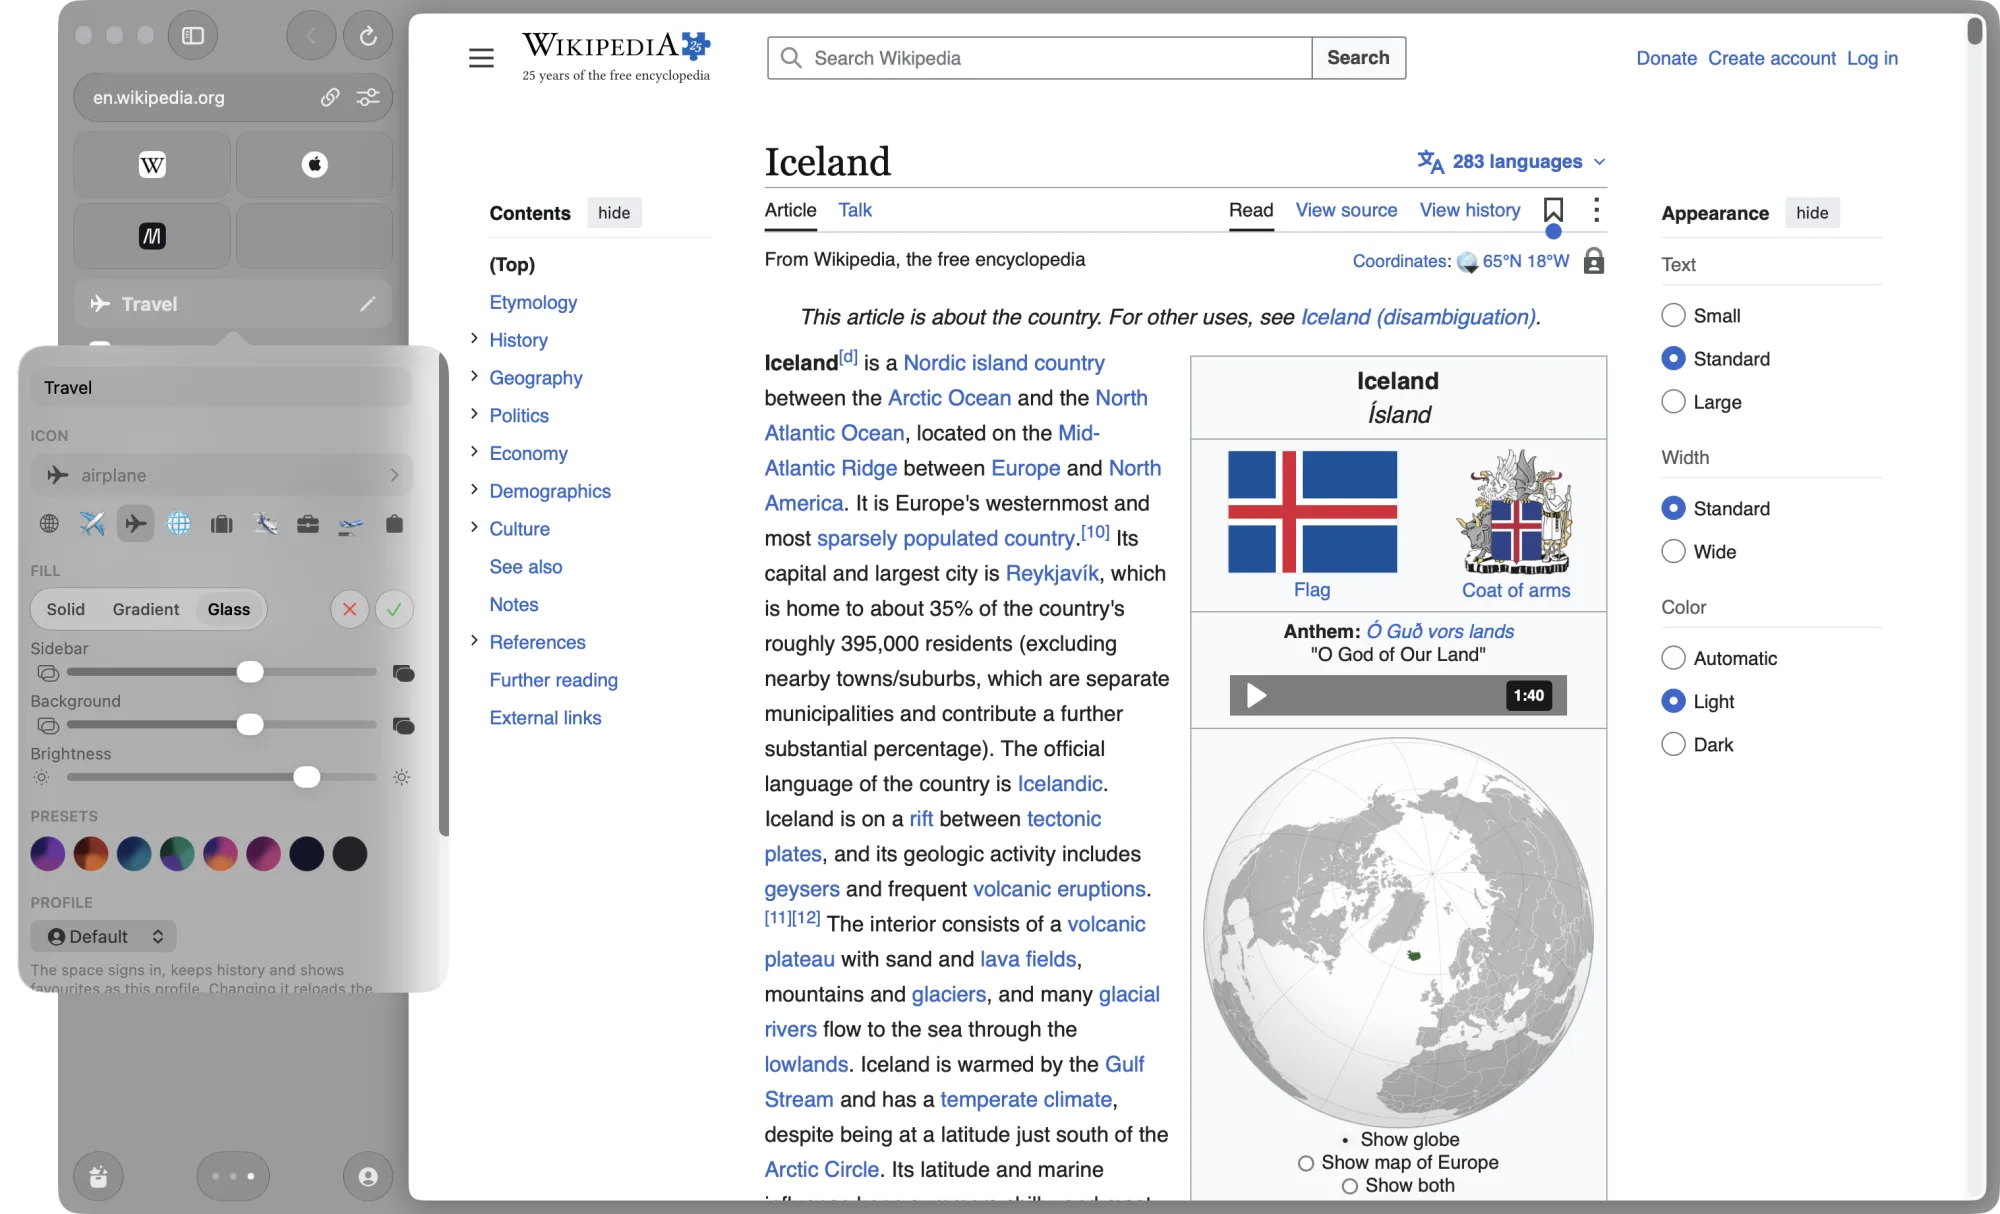 en.wikipedia.org
W
Travel
Travel
ICON
airplane
FILL
Solid
Gradient
Glass
Sidebar
Background
Brightness
PRESETS
PROFILE
Default
The space signs in, keeps history and shows
favourites as this profile. Changing it reloads the
WIKIPEDIA 25
25 years of the free encyclopedia
Search Wikipedia
Search
Donate
Create account
Log in
Contents
hide
(Top)
Etymology
History
Geography
Politics
Economy
Demographics
Culture
See also
Notes
References
Further reading
External links
Iceland
283 languages
Article
Talk
Read
View source
View history
From Wikipedia, the free encyclopedia
Coordinates: 65°N 18°W
This article is about the country. For other uses, see Iceland (disambiguation).
Iceland[d] is a Nordic island country
between the Arctic Ocean and the North
Atlantic Ocean, located on the Mid-
Atlantic Ridge between Europe and North
America. It is Europe's westernmost and
most sparsely populated country.[10] Its
capital and largest city is Reykjavík, which
is home to about 35% of the country's
roughly 395,000 residents (excluding
nearby towns/suburbs, which are separate
municipalities and contribute a further
substantial percentage). The official
language of the country is Icelandic.
Iceland is on a rift between tectonic
plates, and its geologic activity includes
geysers and frequent volcanic eruptions.
[11][12] The interior consists of a volcanic
plateau with sand and lava fields,
mountains and glaciers, and many glacial
rivers flow to the sea through the
lowlands. Iceland is warmed by the Gulf
Stream and has a temperate climate,
despite being at a latitude just south of the
Arctic Circle. Its latitude and marine
Iceland
Ísland
Flag
Coat of arms
Anthem: Ó Guð vors lands
"O God of Our Land"
1:40
Show globe
Show map of Europe
Show both
Appearance
hide
Text
Small
Standard
Large
Width
Standard
Wide
Color
Automatic
Light
Dark